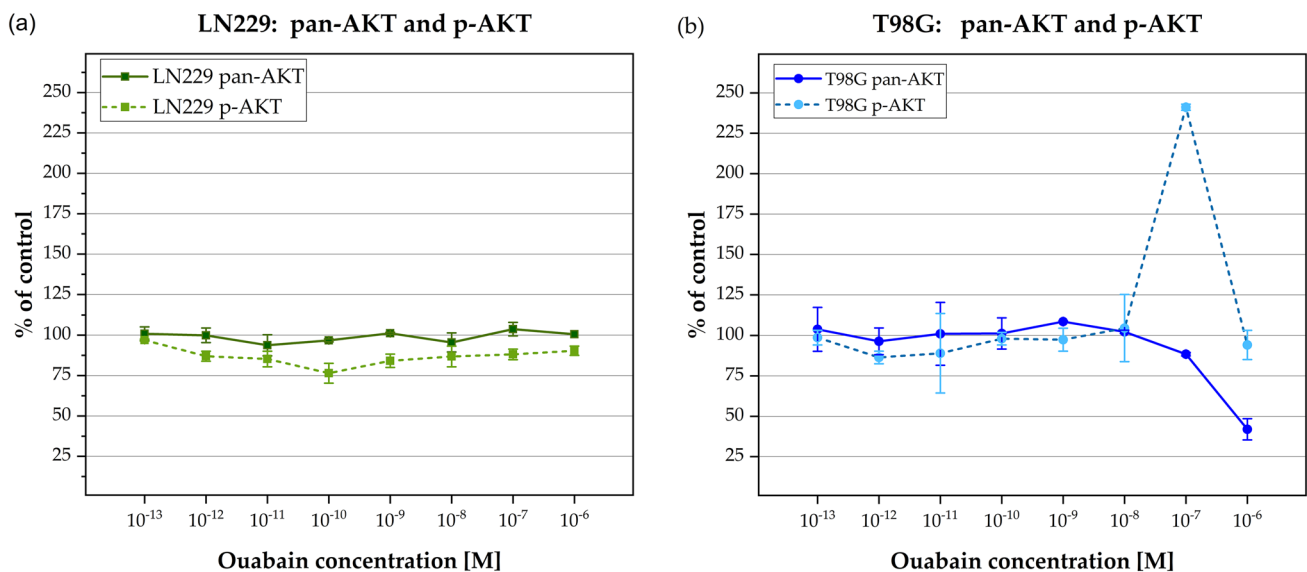 (a)
LN229:  pan-AKT and p-AKT
LN229 pan-AKT
LN229 p-AKT
% of control
250
225
200
175
150
125
100
75
50
25
10⁻¹³ 10⁻¹² 10⁻¹¹ 10⁻¹⁰ 10⁻⁹ 10⁻⁸ 10⁻⁷ 10⁻⁶
Ouabain concentration [M]
(b)
T98G:   pan-AKT and p-AKT
T98G pan-AKT
T98G p-AKT
% of control
250
225
200
175
150
125
100
75
50
25
10⁻¹³ 10⁻¹² 10⁻¹¹ 10⁻¹⁰ 10⁻⁹ 10⁻⁸ 10⁻⁷ 10⁻⁶
Ouabain concentration [M]